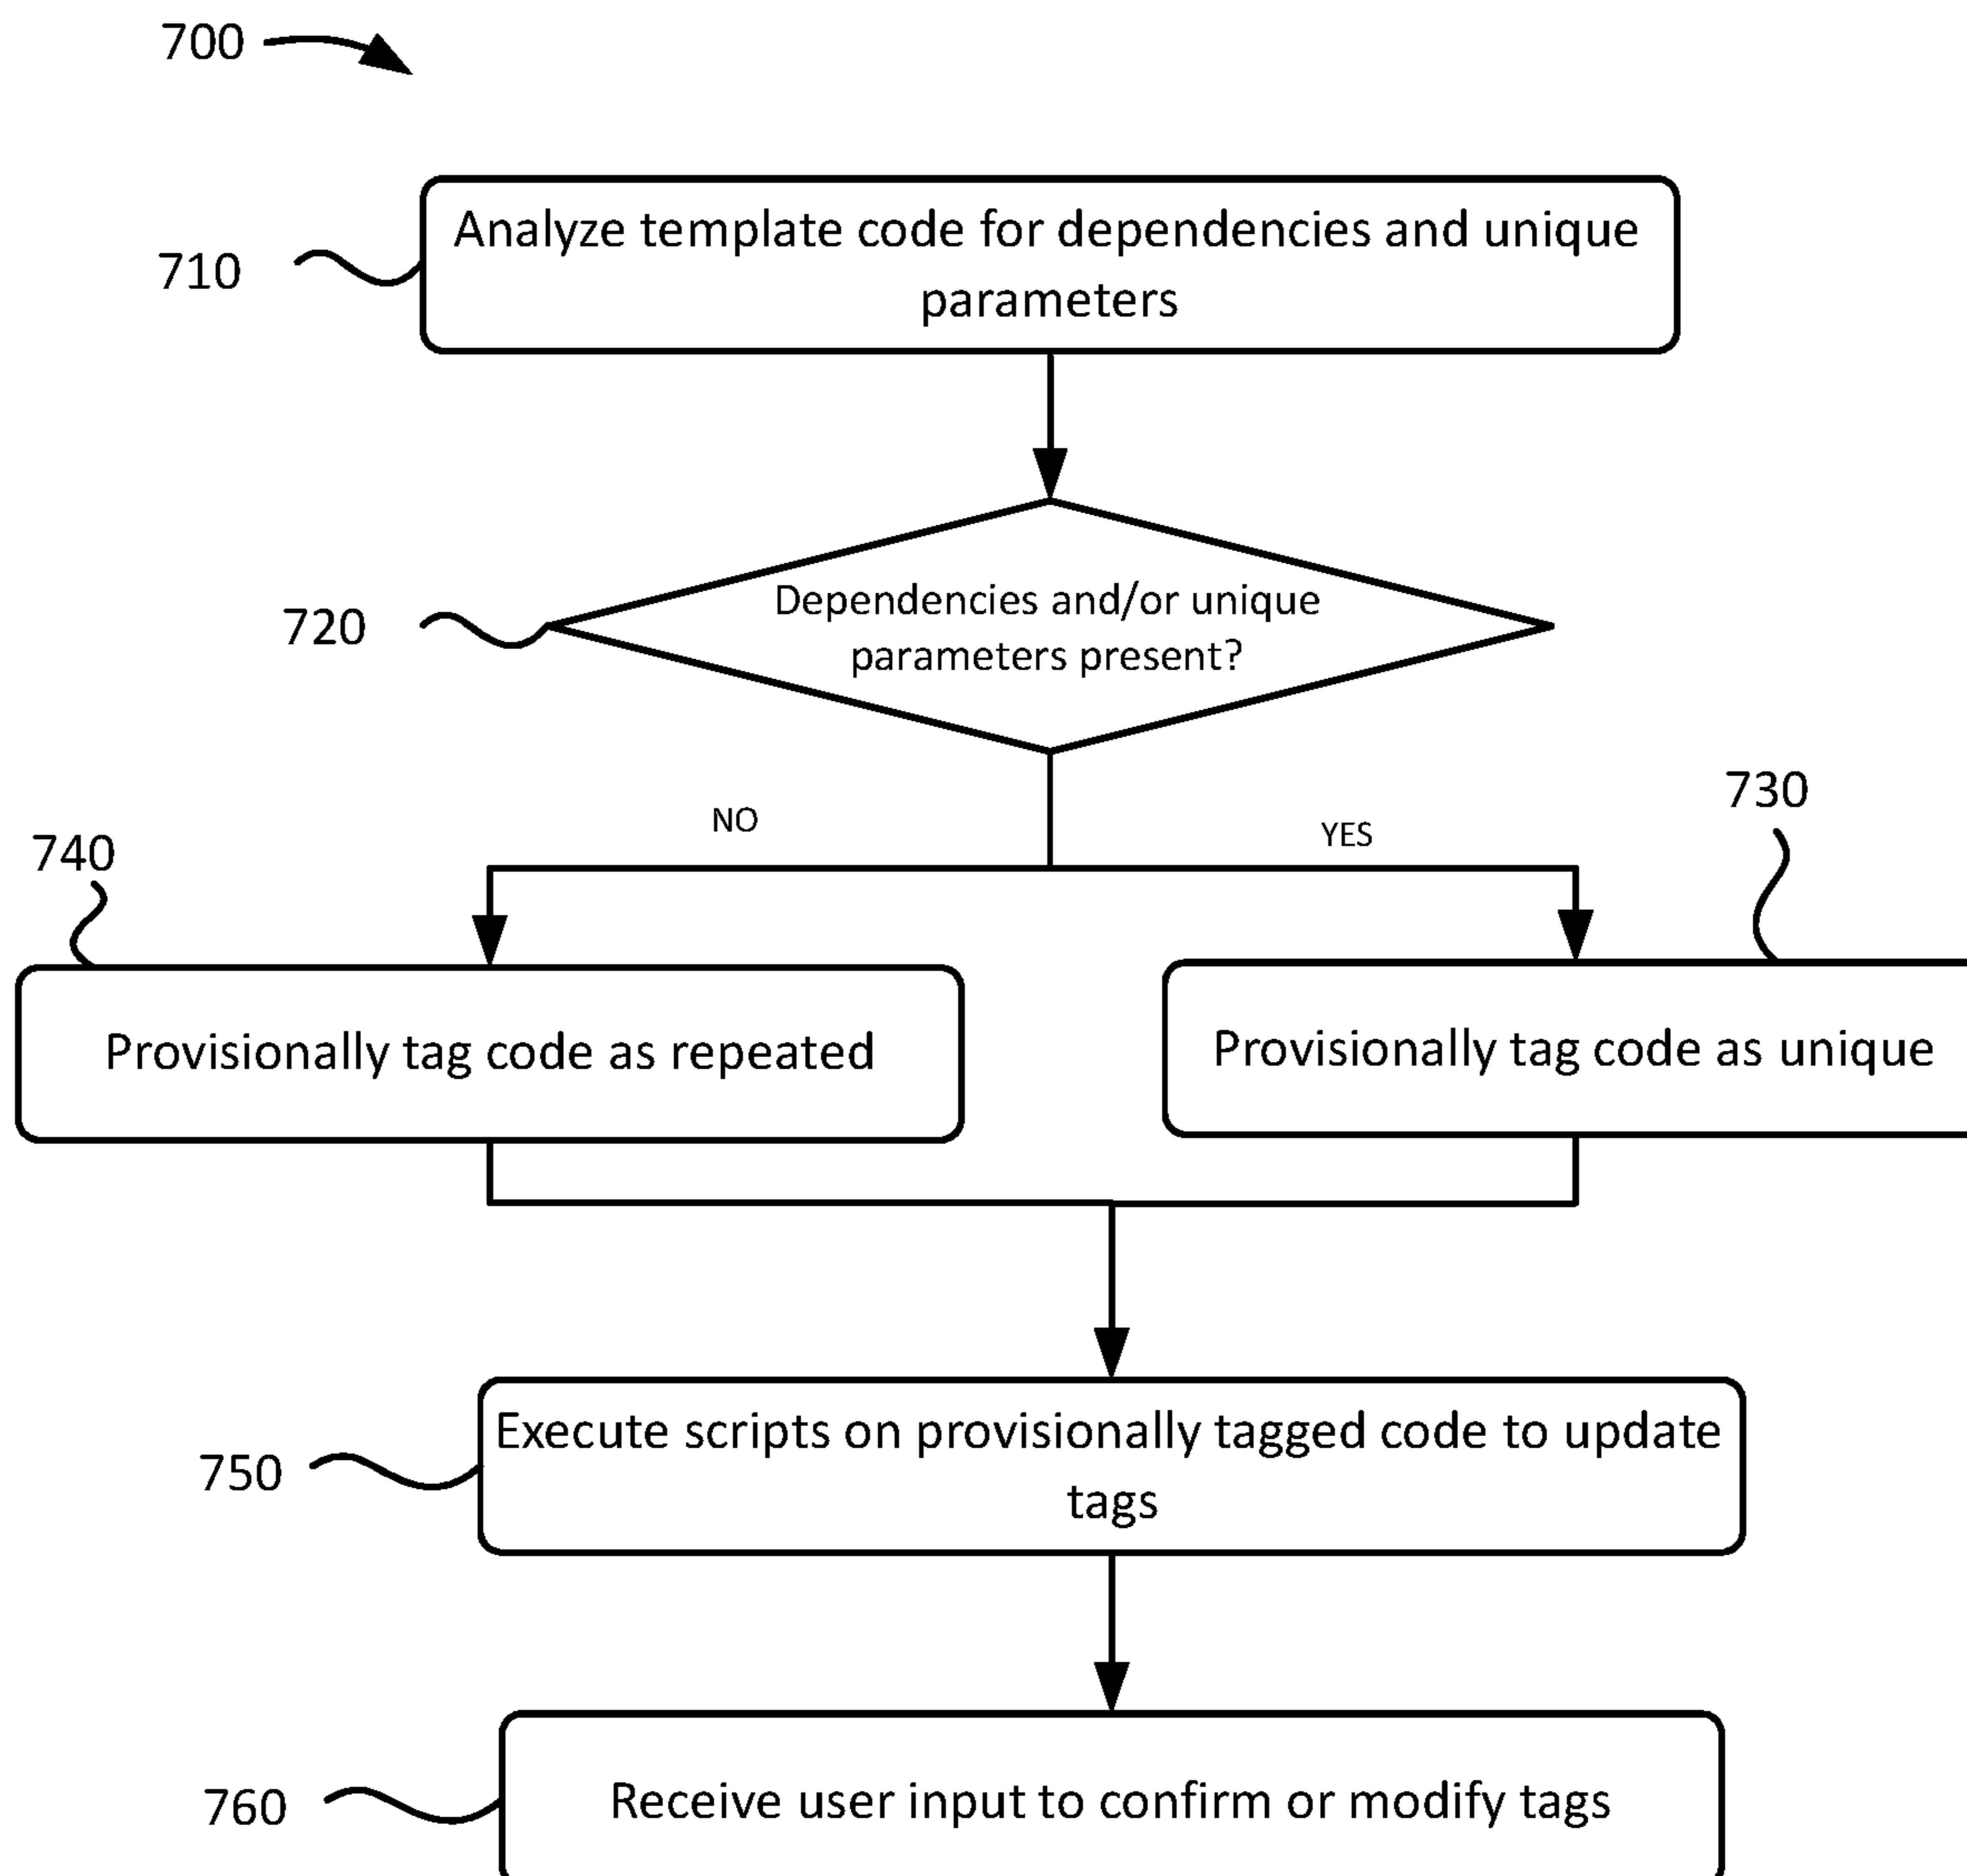 700
Analyze template code for dependencies and unique
parameters
710
Dependencies and/or unique
parameters present?
720
NO
YES
730
740
Provisionally tag code as repeated
Provisionally tag code as unique
Execute scripts on provisionally tagged code to update
tags
750
Receive user input to confirm or modify tags
760